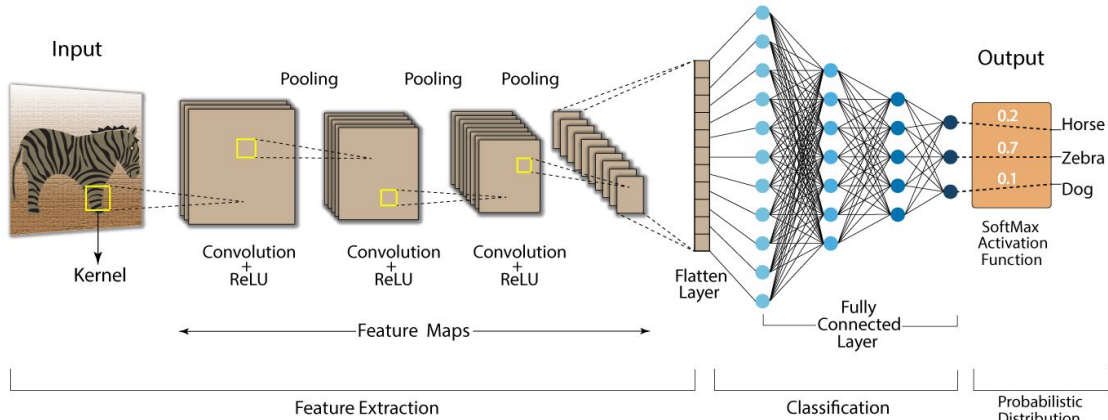 Input
Kernel
Pooling
Pooling
Pooling
Convolution
+
ReLU
Convolution
+
ReLU
Convolution
+
ReLU
Feature Maps
Flatten
Layer
Fully
Connected
Layer
Output
0.2
0.7
0.1
Horse
Zebra
Dog
SoftMax
Activation
Function
Feature Extraction
Classification
Probabilistic
Distribution